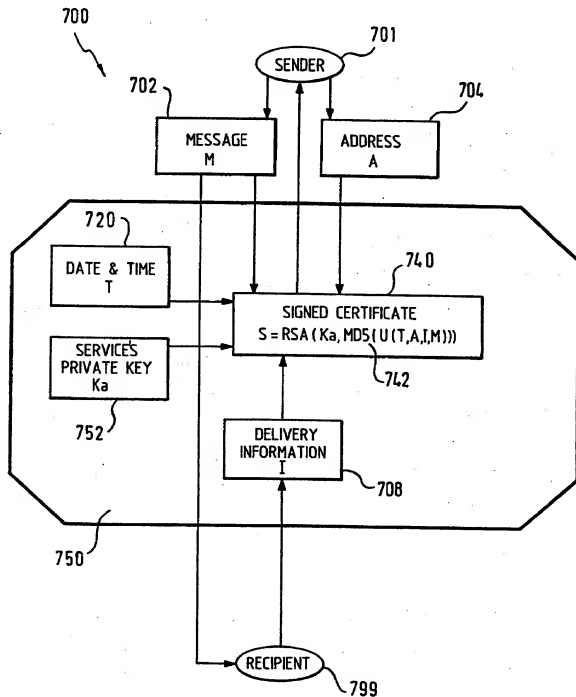 700
701
SENDER
702
704
MESSAGE
M
ADDRESS
A
720
DATE & TIME
T
740
SIGNED CERTIFICATE
S = RSA ( Ka, MD5 ( U ( T, A, I, M )))
742
SERVICE'S
PRIVATE KEY
Ka
752
DELIVERY
INFORMATION
I
708
750
RECIPIENT
799